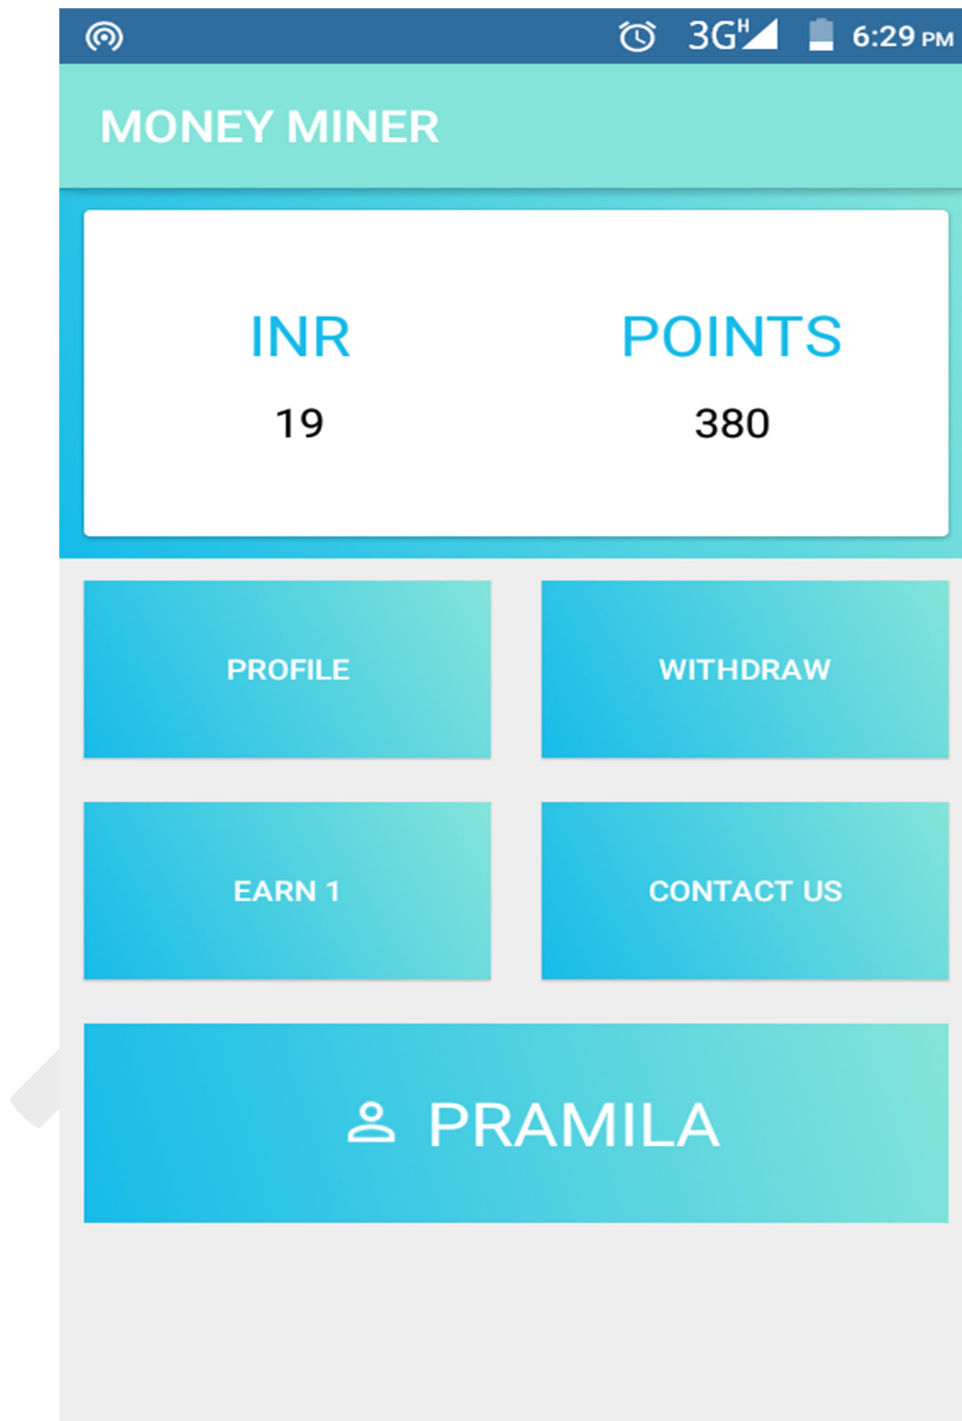 3G H 6:29 PM
MONEY MINER
INR POINTS
19 380
PROFILE WITHDRAW
EARN 1 CONTACT US
PRAMILA